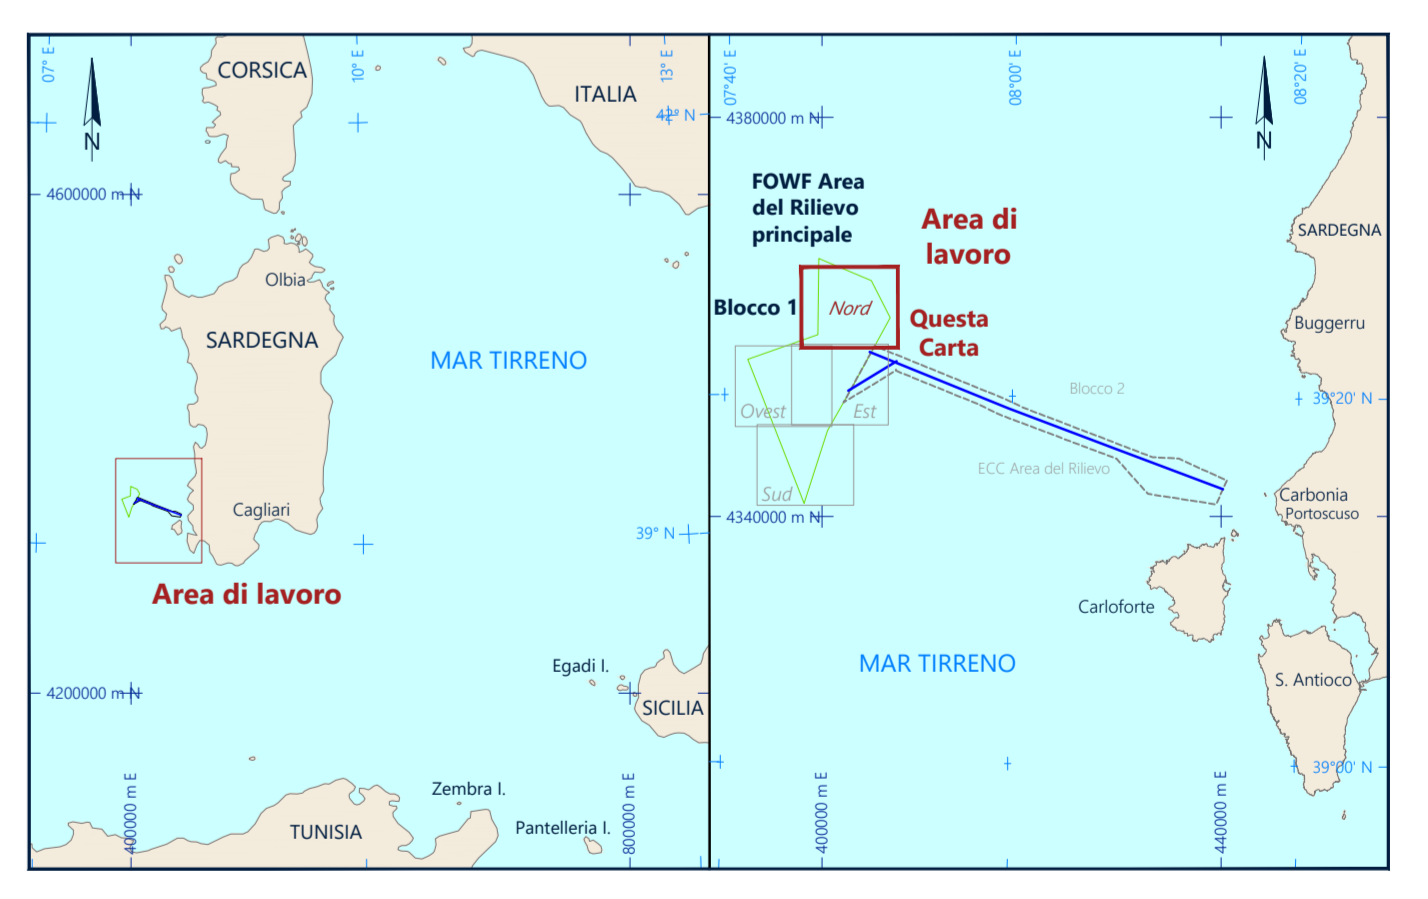 07° E
10° E
13° E
CORSICA
ITALIA
42° N
N
4600000 m N
Olbia
SARDEGNA
MAR TIRRENO
Cagliari
39° N
Area di lavoro
Egadi I.
4200000 m N
SICILIA
400000 m E
800000 m E
Zembra I.
TUNISIA
Pantelleria I.
07°40' E
08°00' E
08°20' E
4380000 m N
N
FOWF Area
del Rilievo
principale
Area di
lavoro
SARDEGNA
Blocco 1
Nord
Questa
Carta
Buggerru
Blocco 2
39°20' N
Ovest
Est
ECC Area del Rilievo
Sud
Carbonia
Portoscuso
4340000 m N
Carloforte
MAR TIRRENO
S. Antioco
39°00' N
400000 m E
440000 m E